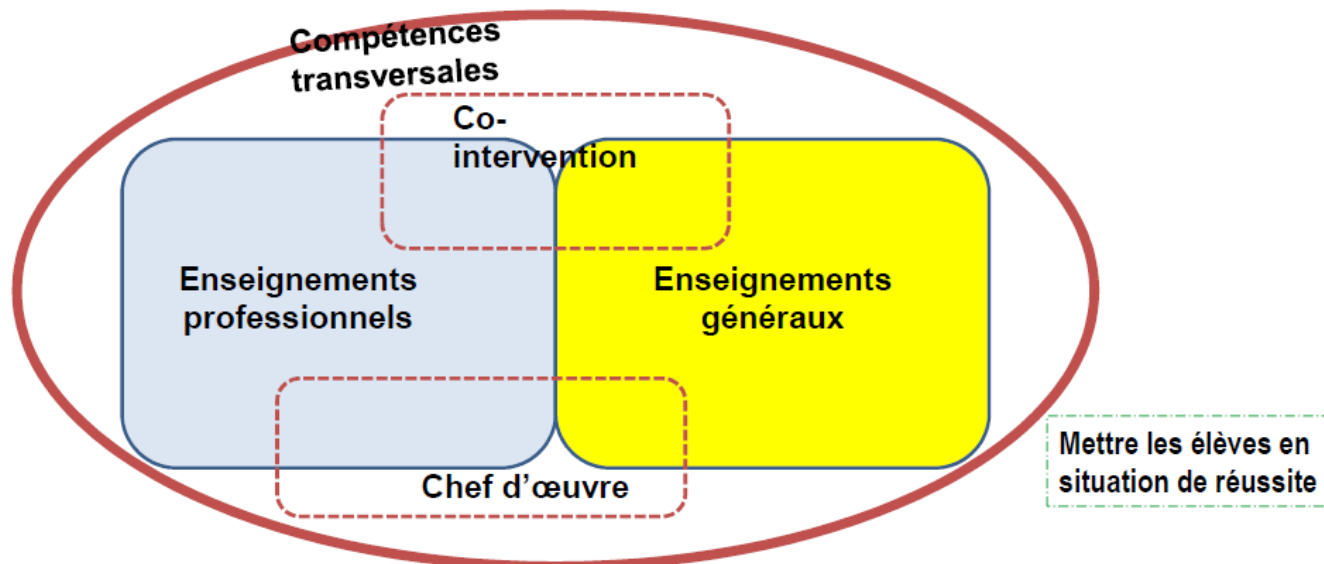 Compétences
transversales
Co-
intervention
Enseignements
professionnels
Enseignements
généraux
Chef d’œuvre
Mettre les élèves en
situation de réussite